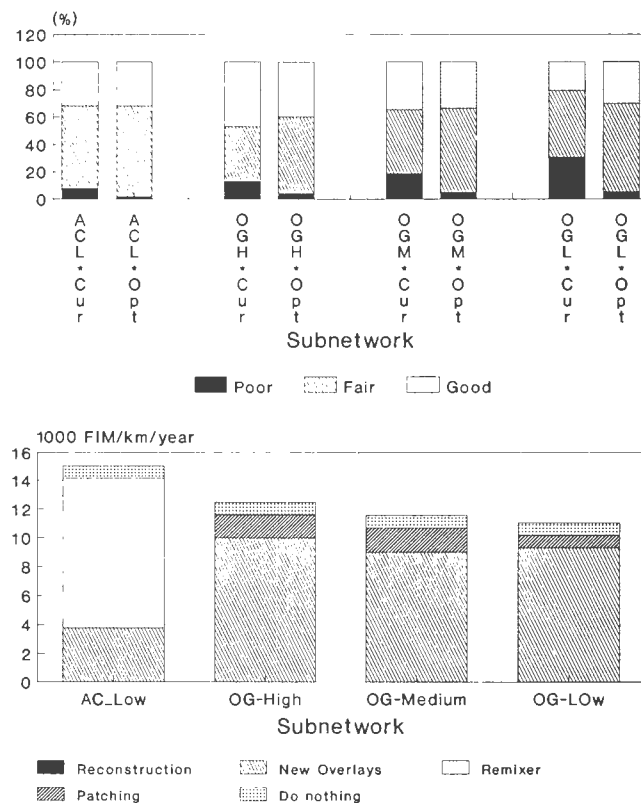 (%)
120
100
80
60
40
20
0
ACL*Cur
ACL*Opt
OGH*Cur
OGH*Opt
OGM*Cur
OGM*Opt
OGL*Cur
OGL*Opt
Subnetwork
Poor Fair Good
1000 FIM/km/year
16
14
12
10
8
6
4
2
0
AC_Low OG-High OG-Medium OG-LOw
Subnetwork
Reconstruction New Overlays Remixer
Patching Do nothing